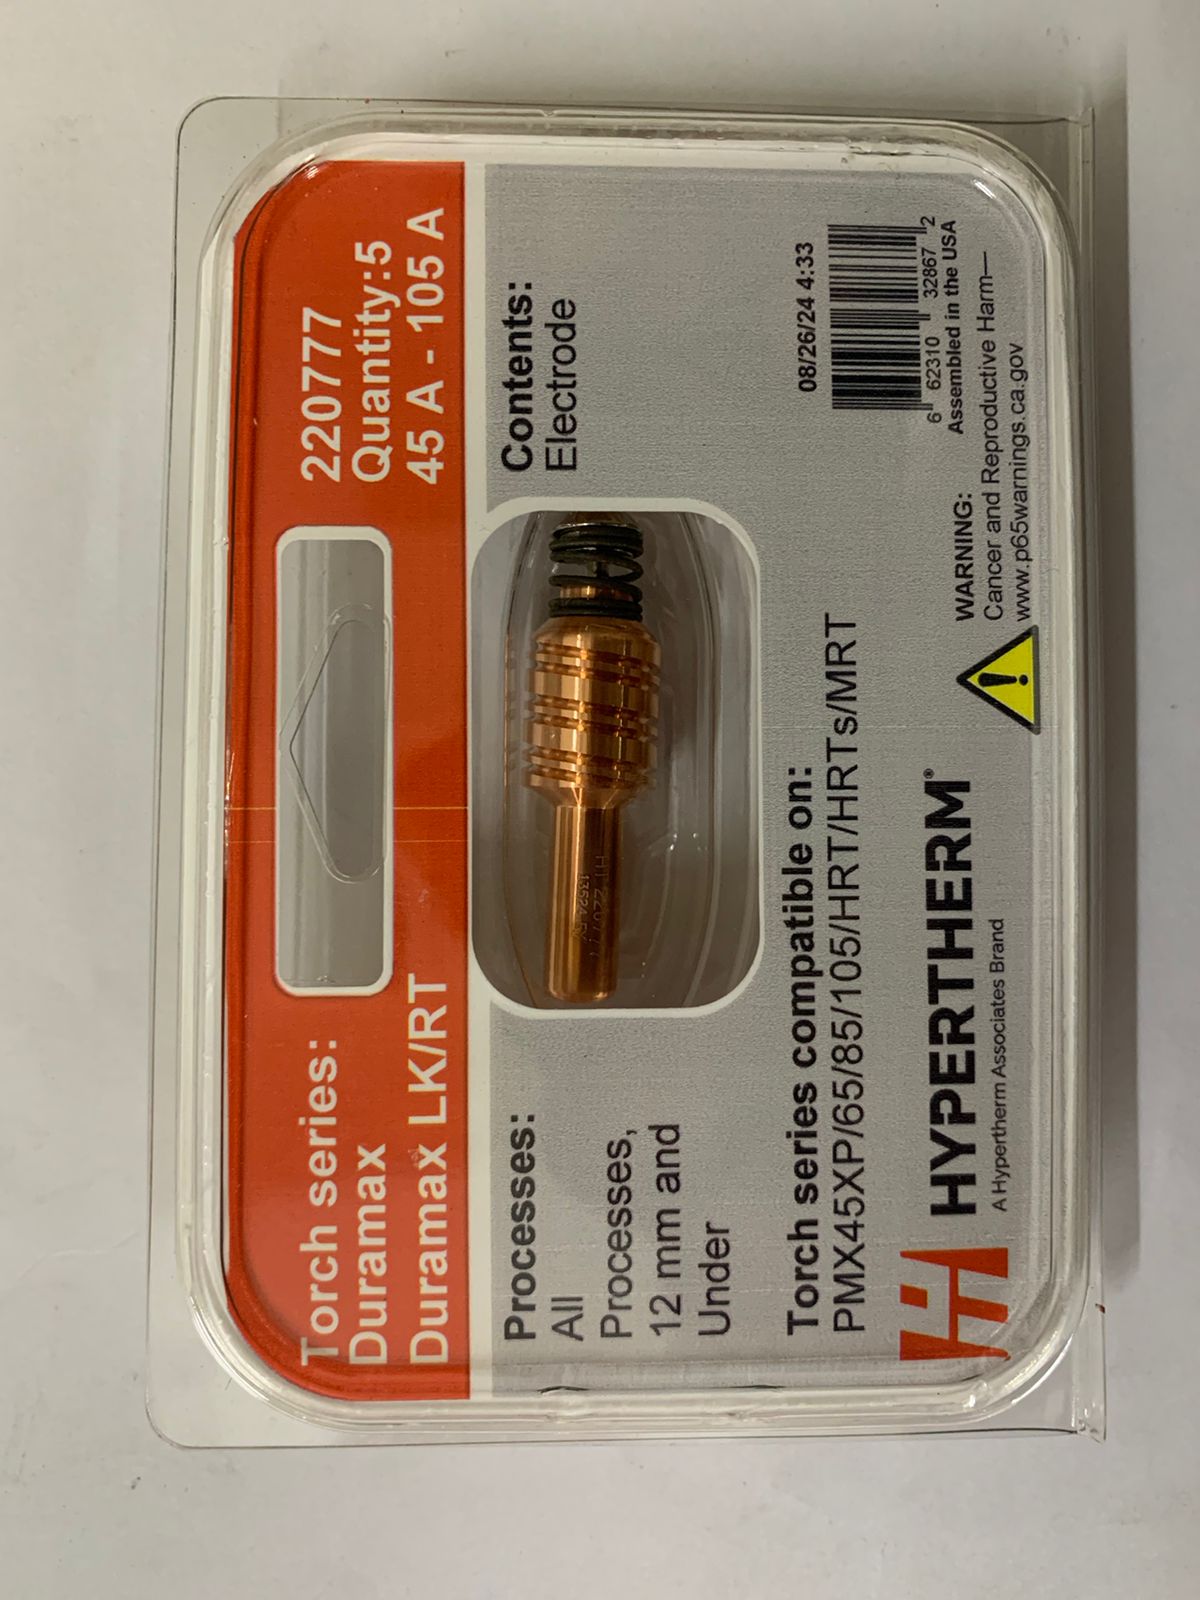 Torch series:
Duramax
Duramax LK/RT
220777
Quantity:5
45 A - 105 A
Processes:
All
Processes,
12 mm and
Under
Contents:
Electrode
HT 220777
Torch series compatible on:
PMX45XP/65/85/105/HRT/HRTs/MRT
08/26/24 4:33
6 62310 32867 2
Assembled in the USA
HYPERTHERM®
A Hypertherm Associates Brand
WARNING:
Cancer and Reproductive Harm—
www.p65warnings.ca.gov